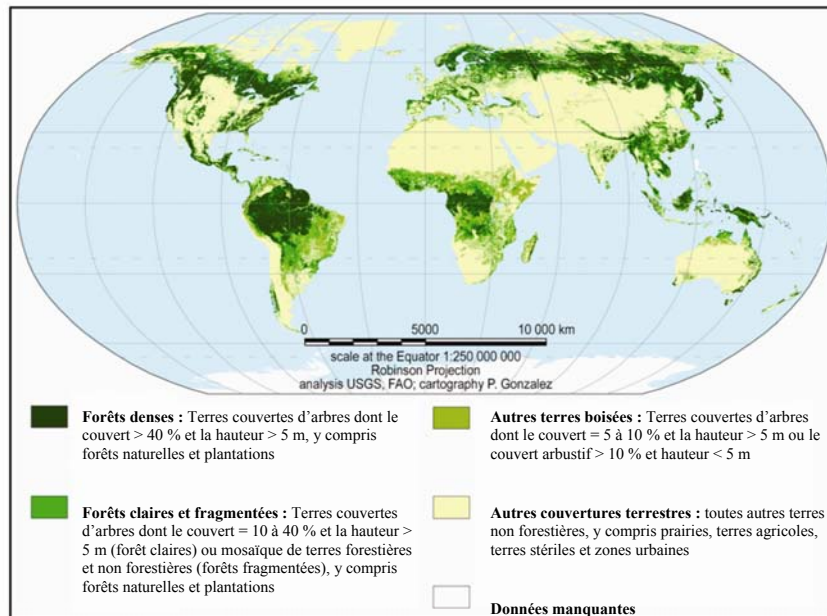 0 5000 10 000 km
scale at the Equator 1:250 000 000
Robinson Projection
analysis USGS, FAO; cartography P. Gonzalez
Forêts denses : Terres couvertes d’arbres dont le
couvert > 40 % et la hauteur > 5 m, y compris
forêts naturelles et plantations
Forêts claires et fragmentées : Terres couvertes
d’arbres dont le couvert = 10 à 40 % et la hauteur >
5 m (forêt claires) ou mosaïque de terres forestières
et non forestières (forêts fragmentées), y compris
forêts naturelles et plantations
Autres terres boisées : Terres couvertes d’arbres
dont le couvert = 5 à 10 % et la hauteur > 5 m ou le
couvert arbustif > 10 % et hauteur < 5 m
Autres couvertures terrestres : toutes autres terres
non forestières, y compris prairies, terres agricoles,
terres stériles et zones urbaines
Données manquantes